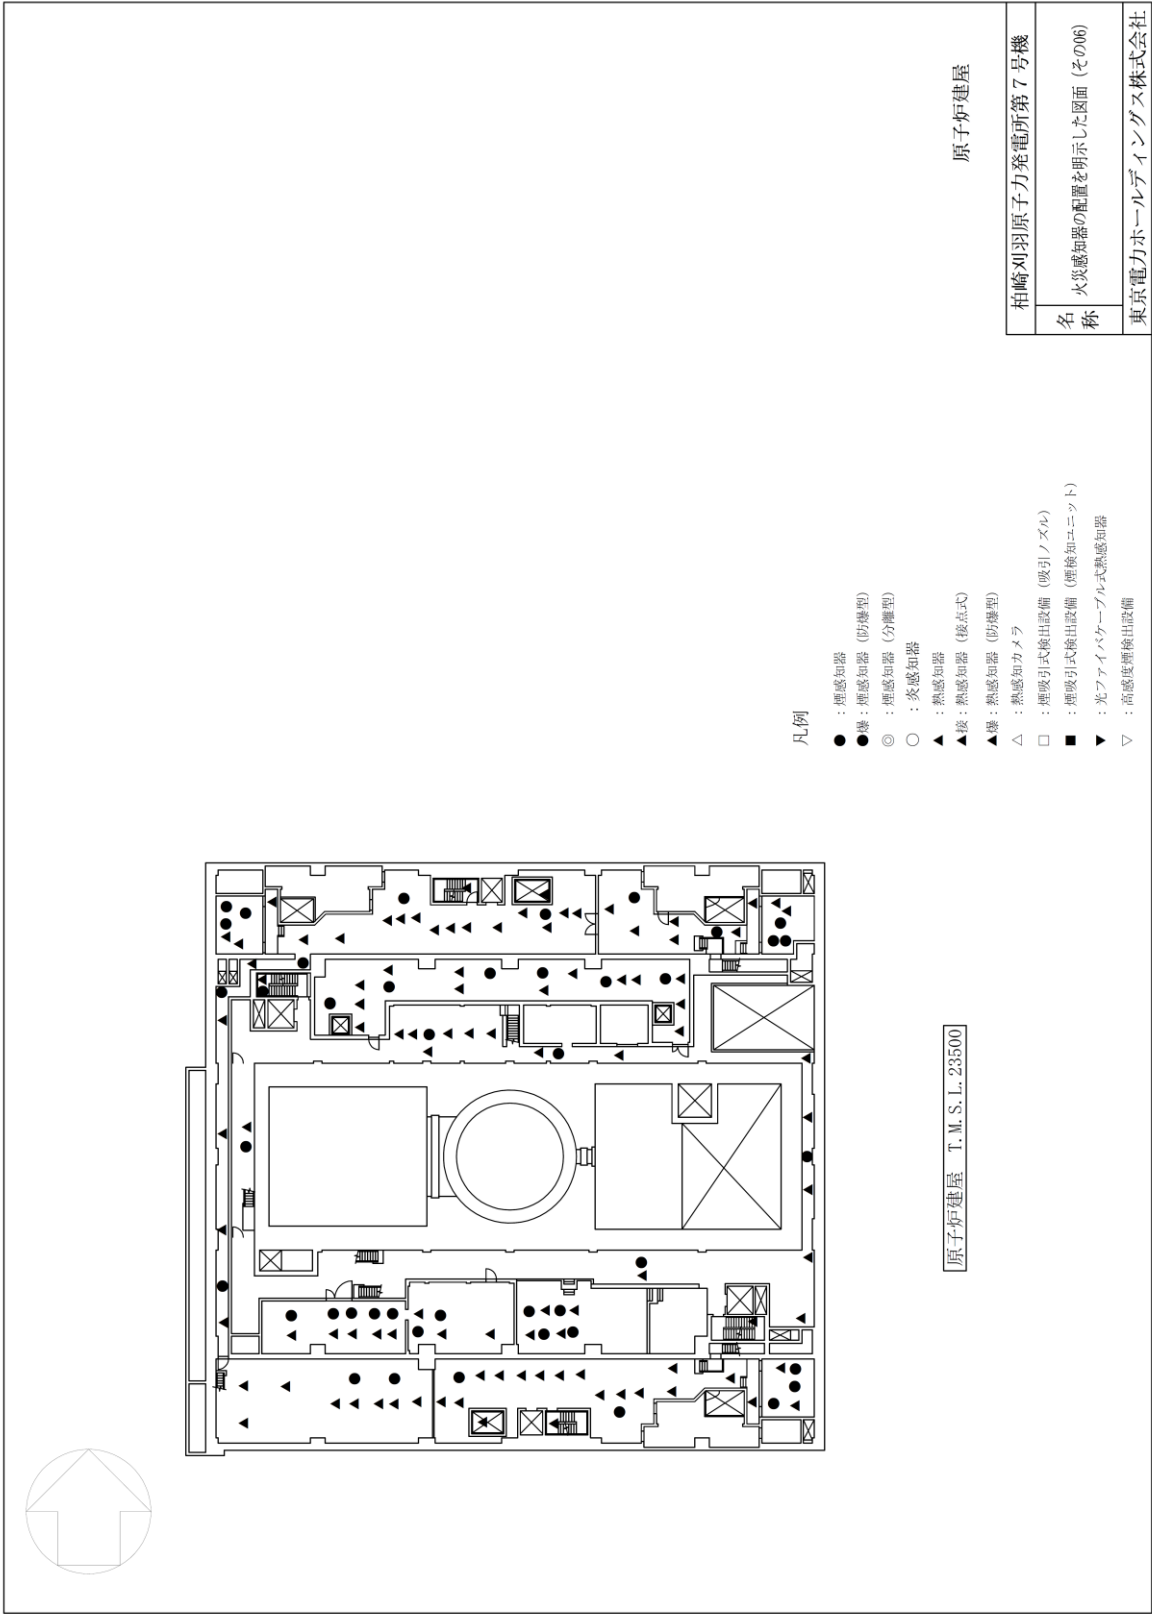 原子炉建屋　T.M.S.L.23500
凡例
●：煙感知器
●爆：煙感知器（防爆型）
◎：煙感知器（分離型）
○：炎感知器
▲：熱感知器
▲接：熱感知器（接点式）
▲爆：熱感知器（防爆型）
△：熱感知カメラ
□：煙吸引式検出設備（吸引ノズル）
■：煙吸引式検出設備（煙検知ユニット）
▼：光ファイバケーブル式熱感知器
▽：高感度煙検出設備
原子炉建屋
柏崎刈羽原子力発電所第7号機
名称　火災感知器の配置を明示した図面（その06）
東京電力ホールディングス株式会社